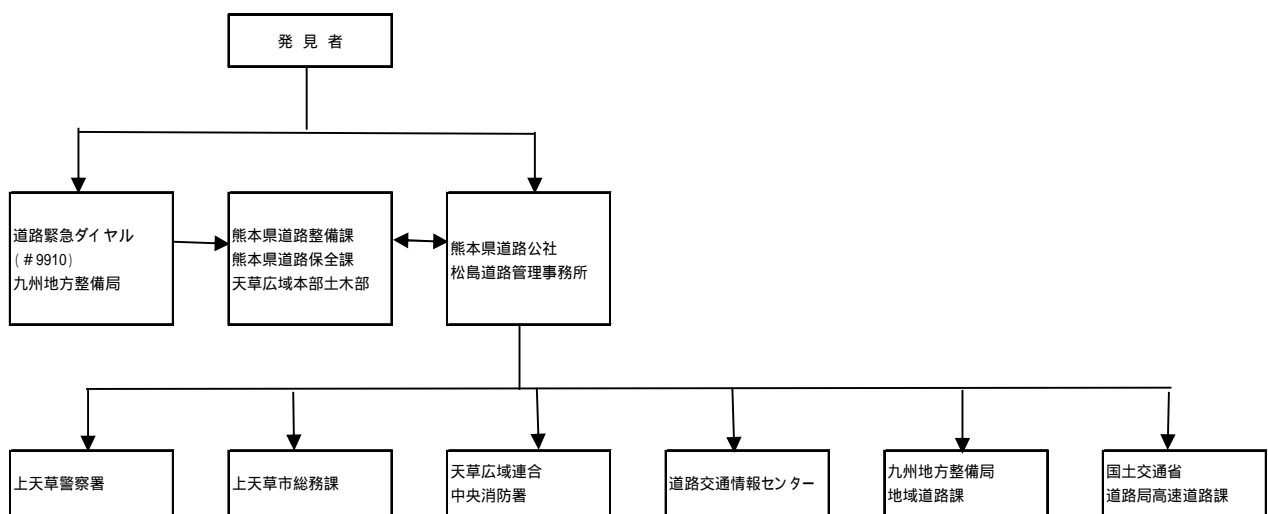 発見者
道路緊急ダイヤル
(#9910)
九州地方整備局
熊本県道路整備課
熊本県道路保全課
天草広域本部土木部
熊本県道路公社
松島道路管理事務所
上天草警察署
上天草市総務課
天草広域連合
中央消防署
道路交通情報センター
九州地方整備局
地域道路課
国土交通省
道路局高速道路課